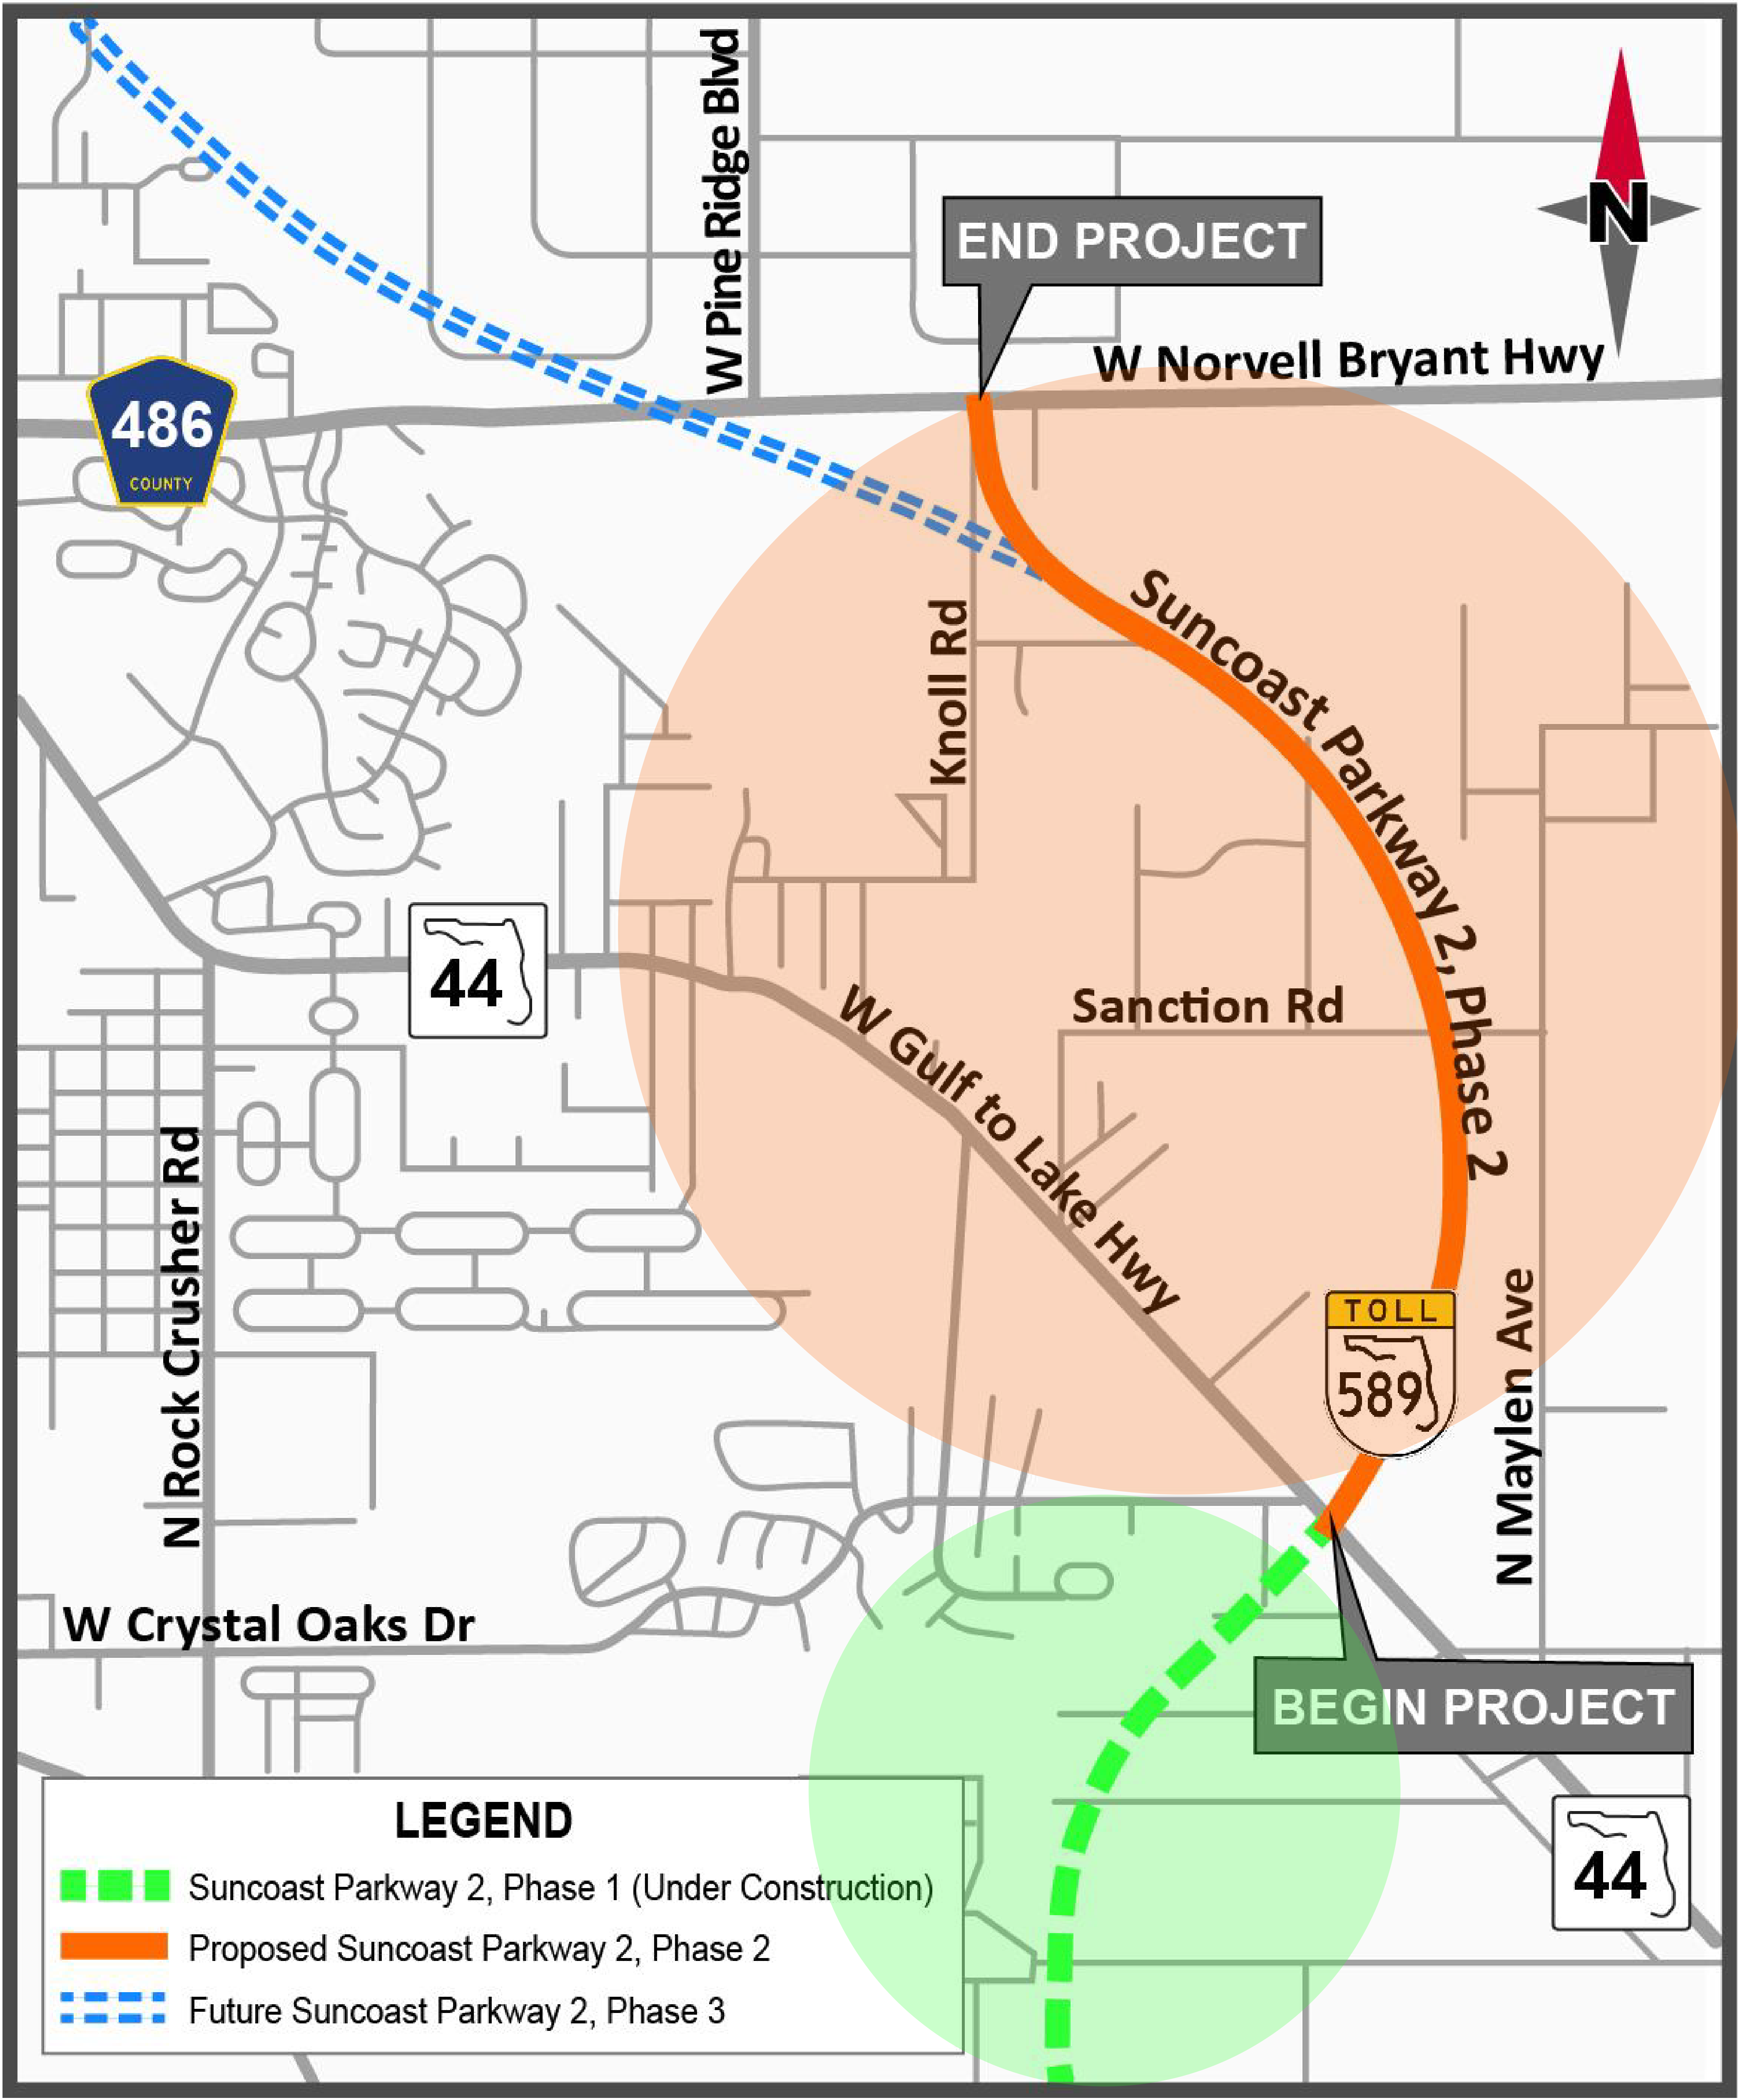 W Pine Ridge Blvd
N
END PROJECT
W Norvell Bryant Hwy
486
COUNTY
Knoll Rd
Suncoast Parkway 2, Phase 2
44
Sanction Rd
W Gulf to Lake Hwy
N Rock Crusher Rd
TOLL
589
N Maylen Ave
W Crystal Oaks Dr
BEGIN PROJECT
44
LEGEND
Suncoast Parkway 2, Phase 1 (Under Construction)
Proposed Suncoast Parkway 2, Phase 2
Future Suncoast Parkway 2, Phase 3